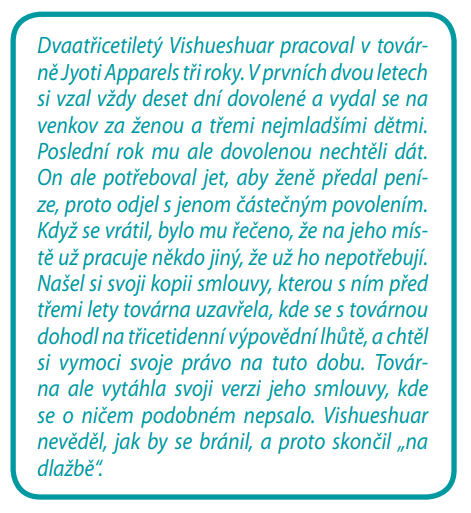 Dvaatřicetiletý Vishueshuar pracoval v továr-
ně Jyoti Apparels tři roky. V prvních dvou letech
si vzal vždy deset dní dovolené a vydal se na
venkov za ženou a třemi nejmladšími dětmi.
Poslední rok mu ale dovolenou nechtěli dát.
On ale potřeboval jet, aby ženě předal pení-
ze, proto odjel s jenom částečným povolením.
Když se vrátil, bylo mu řečeno, že na jeho mís-
tě už pracuje někdo jiný, že už ho nepotřebují.
Našel si svoji kopii smlouvy, kterou s ním před
třemi lety továrna uzavřela, kde se s továrnou
dohodl na třicetidenní výpovědní lhůtě, a chtěl
si vymoci svoje právo na tuto dobu. Továr-
na ale vytáhla svoji verzi jeho smlouvy, kde
se o ničem podobném nepsalo. Vishueshuar
nevěděl, jak by se bránil, a proto skončil „na
dlažbě“.